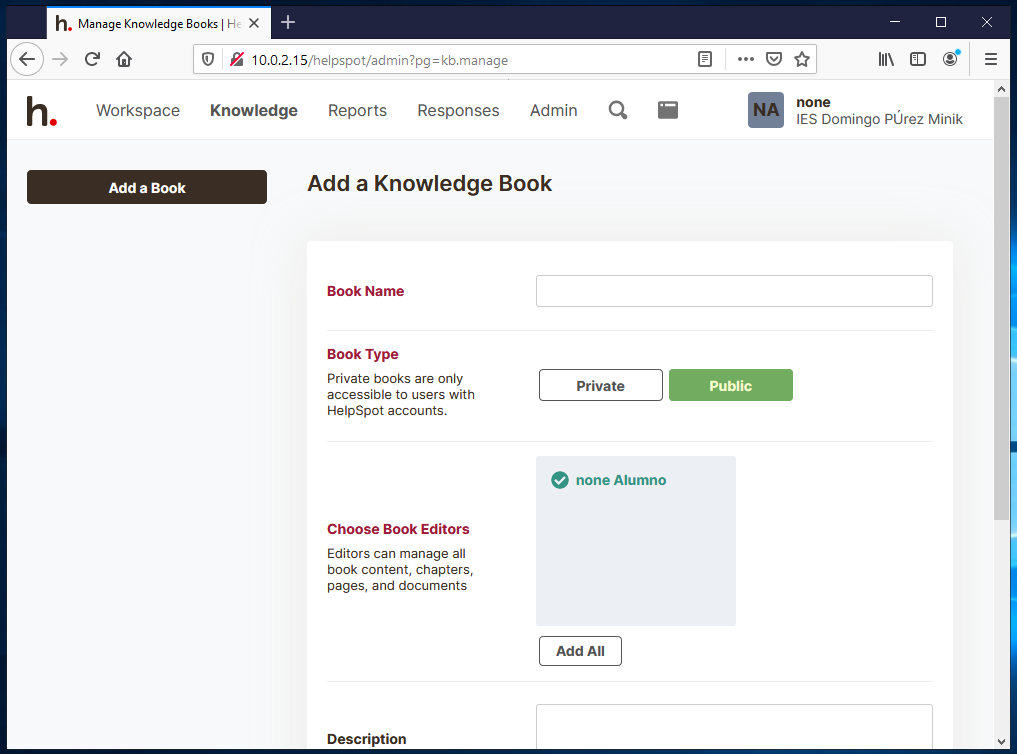 h. Manage Knowledge Books | He
10.0.2.15/helpspot/admin?pg=kb.manage
h. Workspace Knowledge Reports Responses Admin
NA none
IES Domingo PÚrez Minik
Add a Book
Add a Knowledge Book
Book Name
Book Type
Private books are only
accessible to users with
HelpSpot accounts.
Private Public
none Alumno
Choose Book Editors
Editors can manage all
book content, chapters,
pages, and documents
Add All
Description